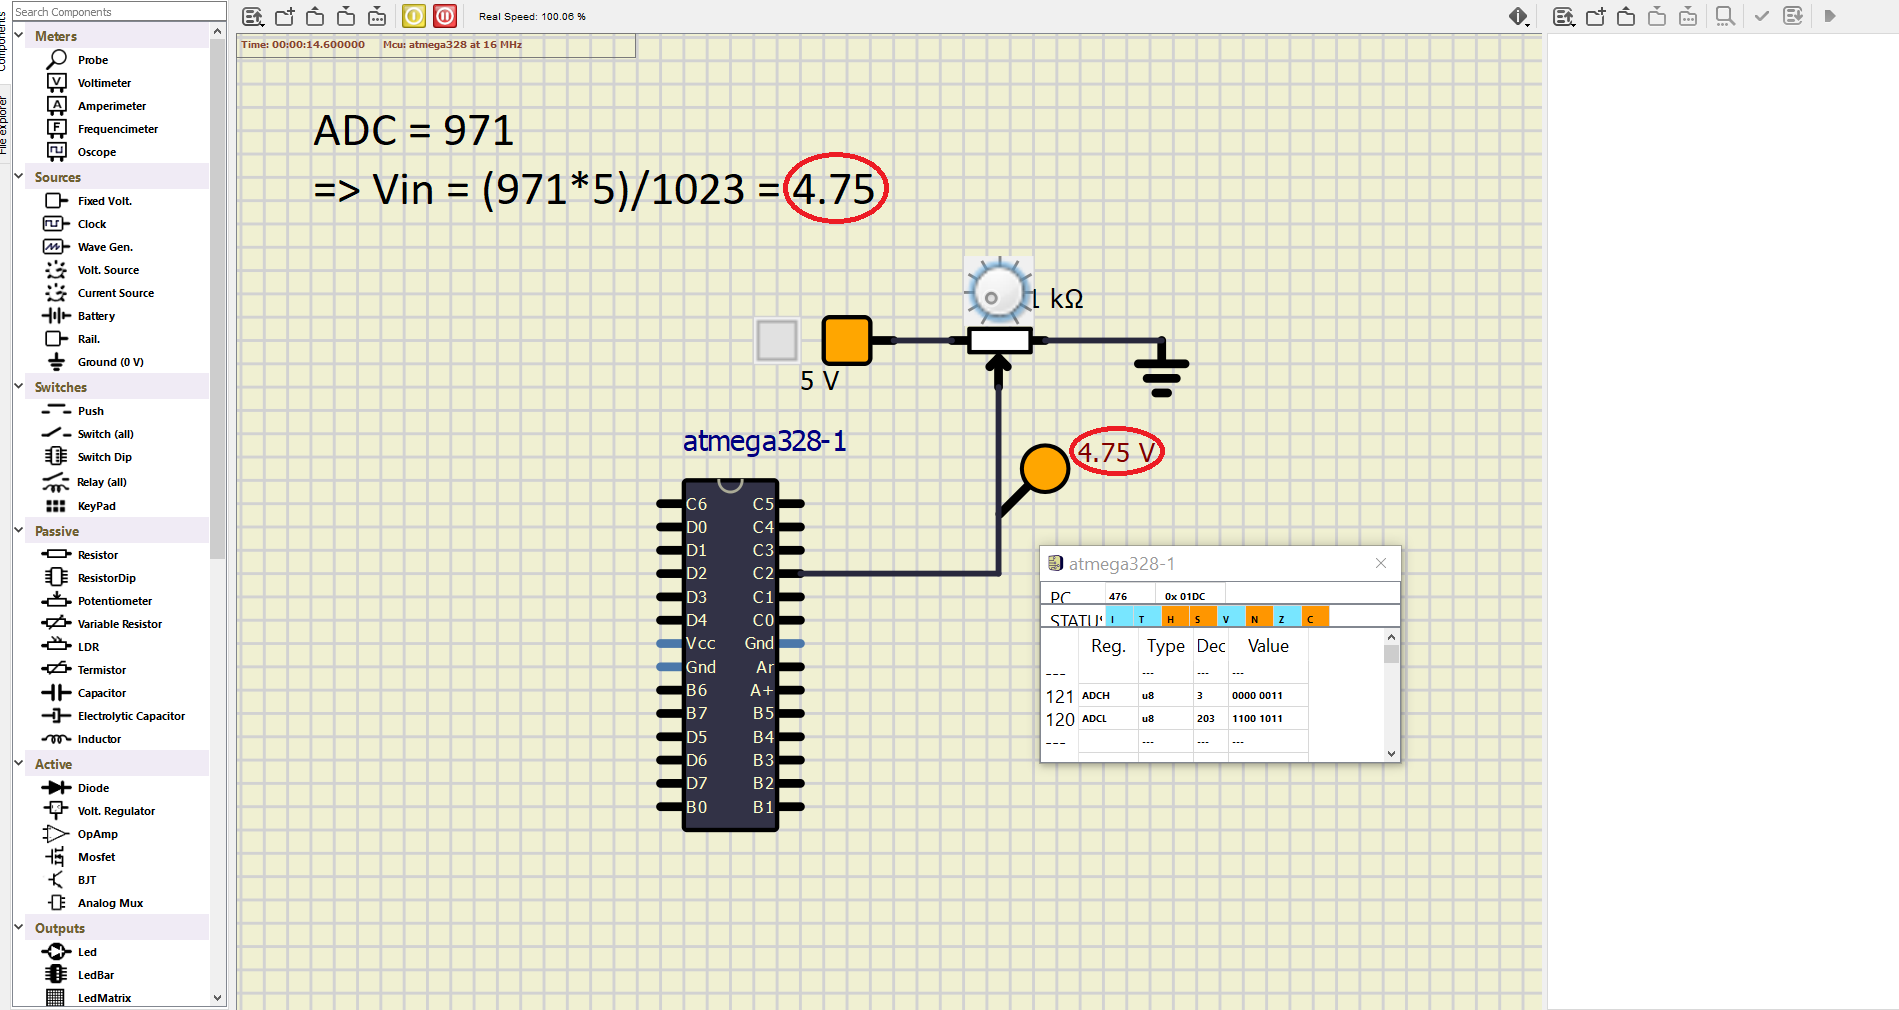 Search Components
Real Speed: 100.06 %
Components
File explorer
Meters
Probe
Voltimeter
Amperimeter
Frequencimeter
Oscope
Sources
Fixed Volt.
Clock
Wave Gen.
Volt. Source
Current Source
Battery
Rail.
Ground (0 V)
Switches
Push
Switch (all)
Switch Dip
Relay (all)
KeyPad
Passive
Resistor
ResistorDip
Potentiometer
Variable Resistor
LDR
Termistor
Capacitor
Electrolytic Capacitor
Inductor
Active
Diode
Volt. Regulator
OpAmp
Mosfet
BJT
Analog Mux
Outputs
Led
LedBar
LedMatrix
Time: 00:00:14.600000 Mcu: atmega328 at 16 MHz
ADC = 971
=> Vin = (971*5)/1023 = 4.75
1 kΩ
5 V
4.75 V
atmega328-1
C6 C5
D0 C4
D1 C3
D2 C2
D3 C1
D4 C0
Vcc Gnd
Gnd Ar
B6 A+
B7 B5
D5 B4
D6 B3
D7 B2
B0 B1
atmega328-1
PC 476 0x 01DC
STATUS I T H S V N Z C
Reg. Type Dec Value
--- --- --- ---
121 ADCH u8 3 0000 0011
120 ADCL u8 203 1100 1011
--- --- --- ---